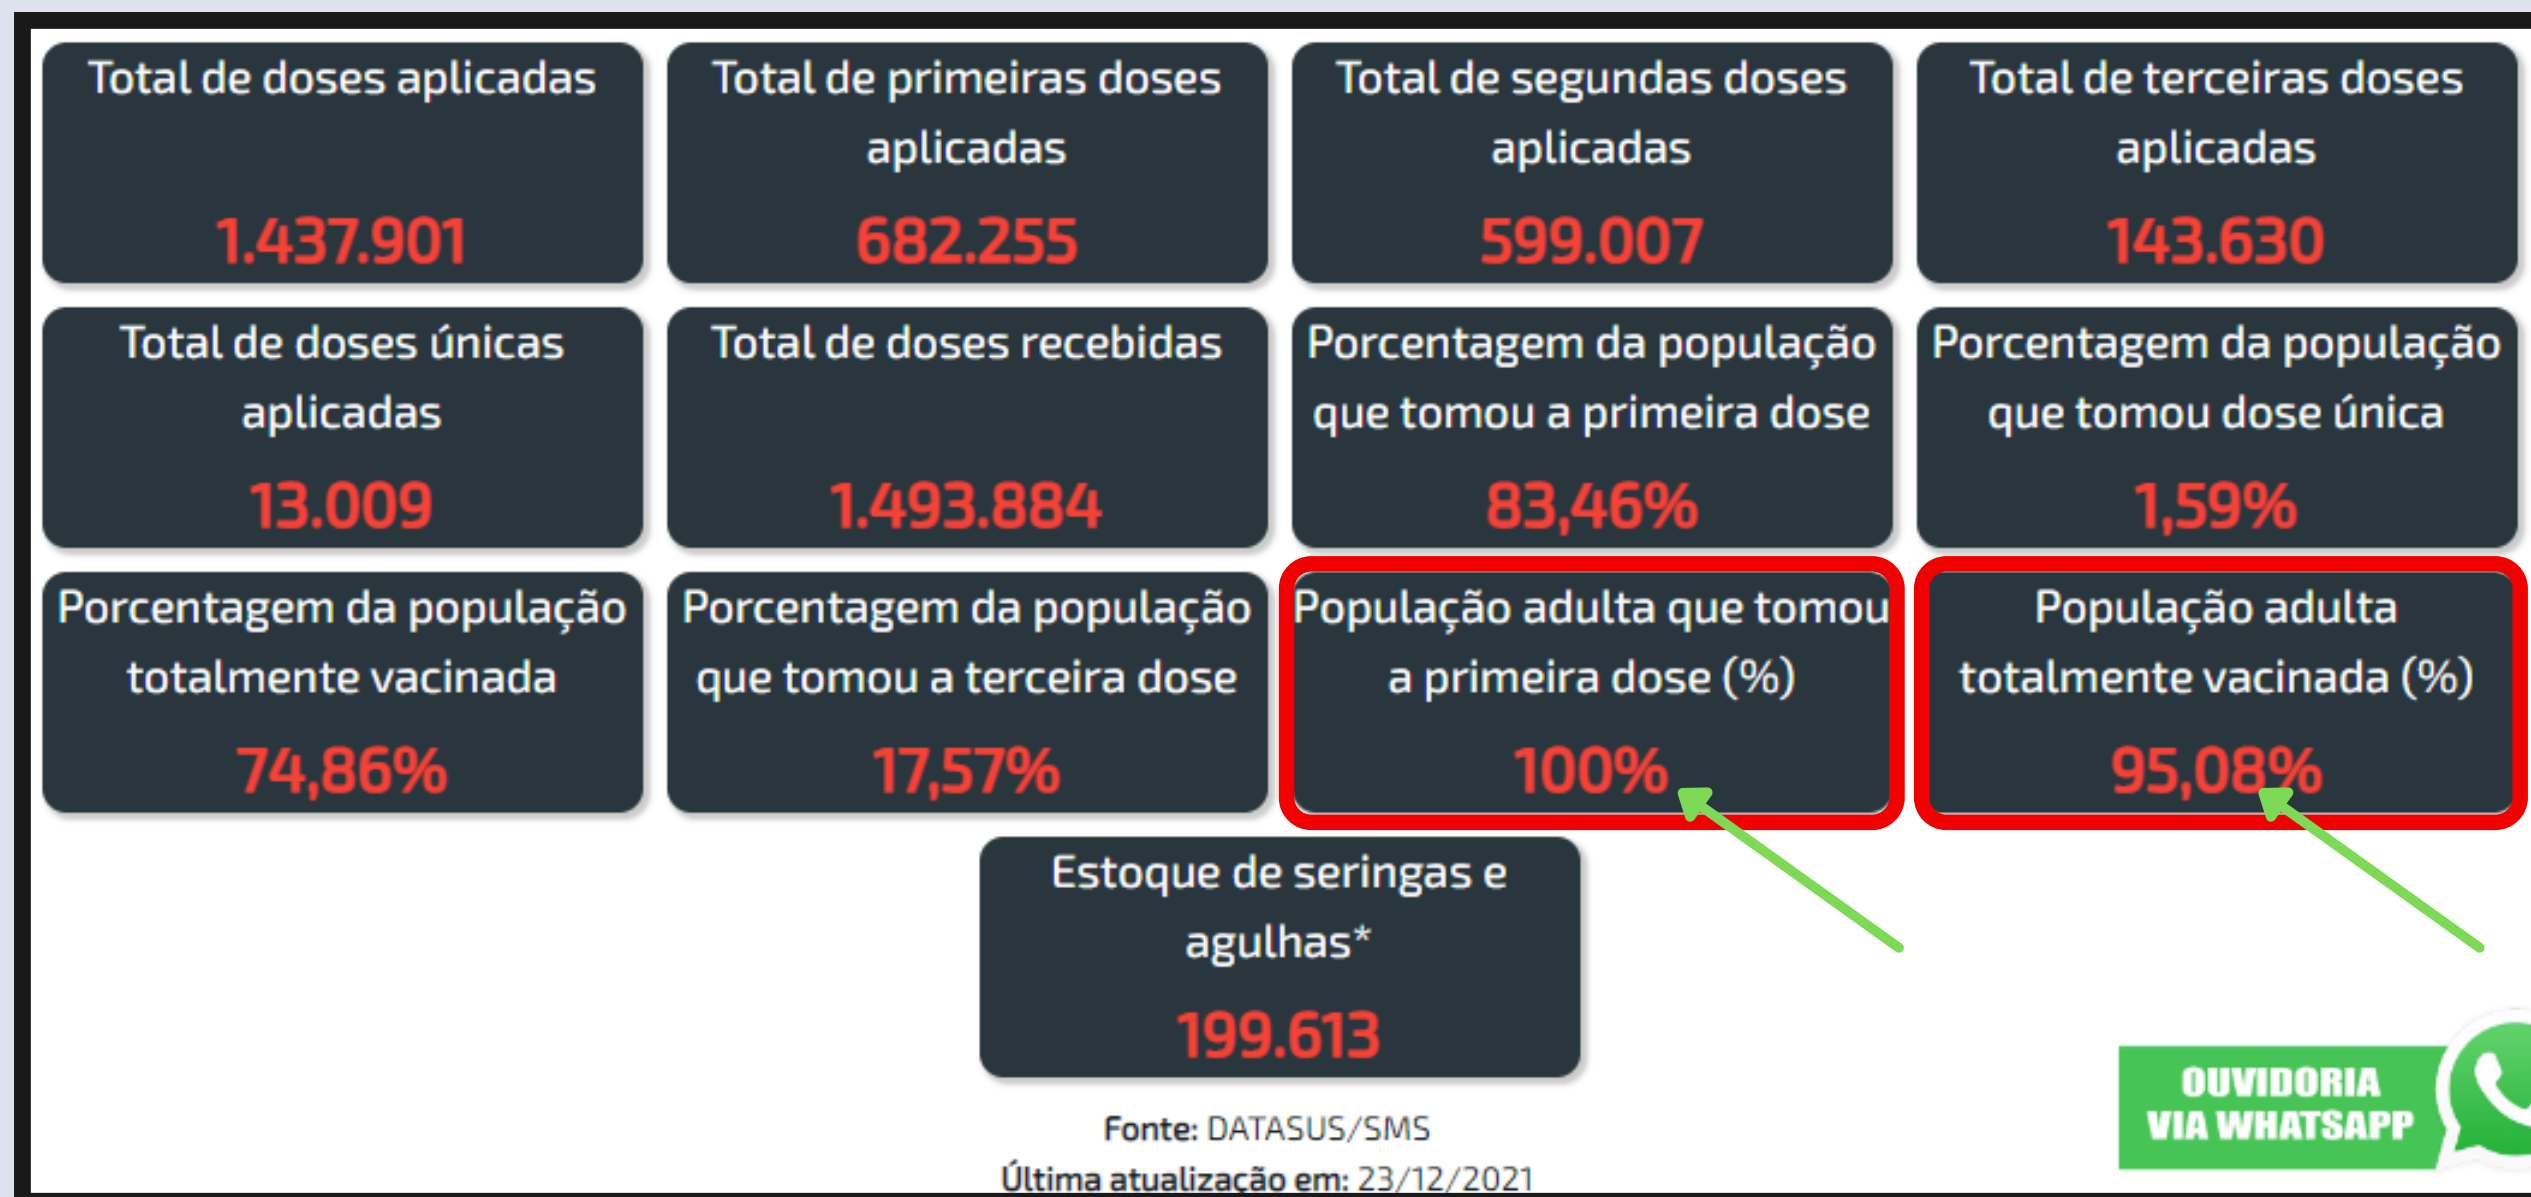 Total de doses aplicadas
1.437.901
Total de primeiras doses
aplicadas
682.255
Total de segundas doses
aplicadas
599.007
Total de terceiras doses
aplicadas
143.630
Total de doses únicas
aplicadas
13.009
Total de doses recebidas
1.493.884
Porcentagem da população
que tomou a primeira dose
83,46%
Porcentagem da população
que tomou dose única
1,59%
Porcentagem da população
totalmente vacinada
74,86%
Porcentagem da população
que tomou a terceira dose
17,57%
População adulta que tomou
a primeira dose (%)
100%
População adulta
totalmente vacinada (%)
95,08%
Estoque de seringas e
agulhas*
199.613
Fonte: DATASUS/SMS
Última atualização em: 23/12/2021
OUVIDORIA
VIA WHATSAPP